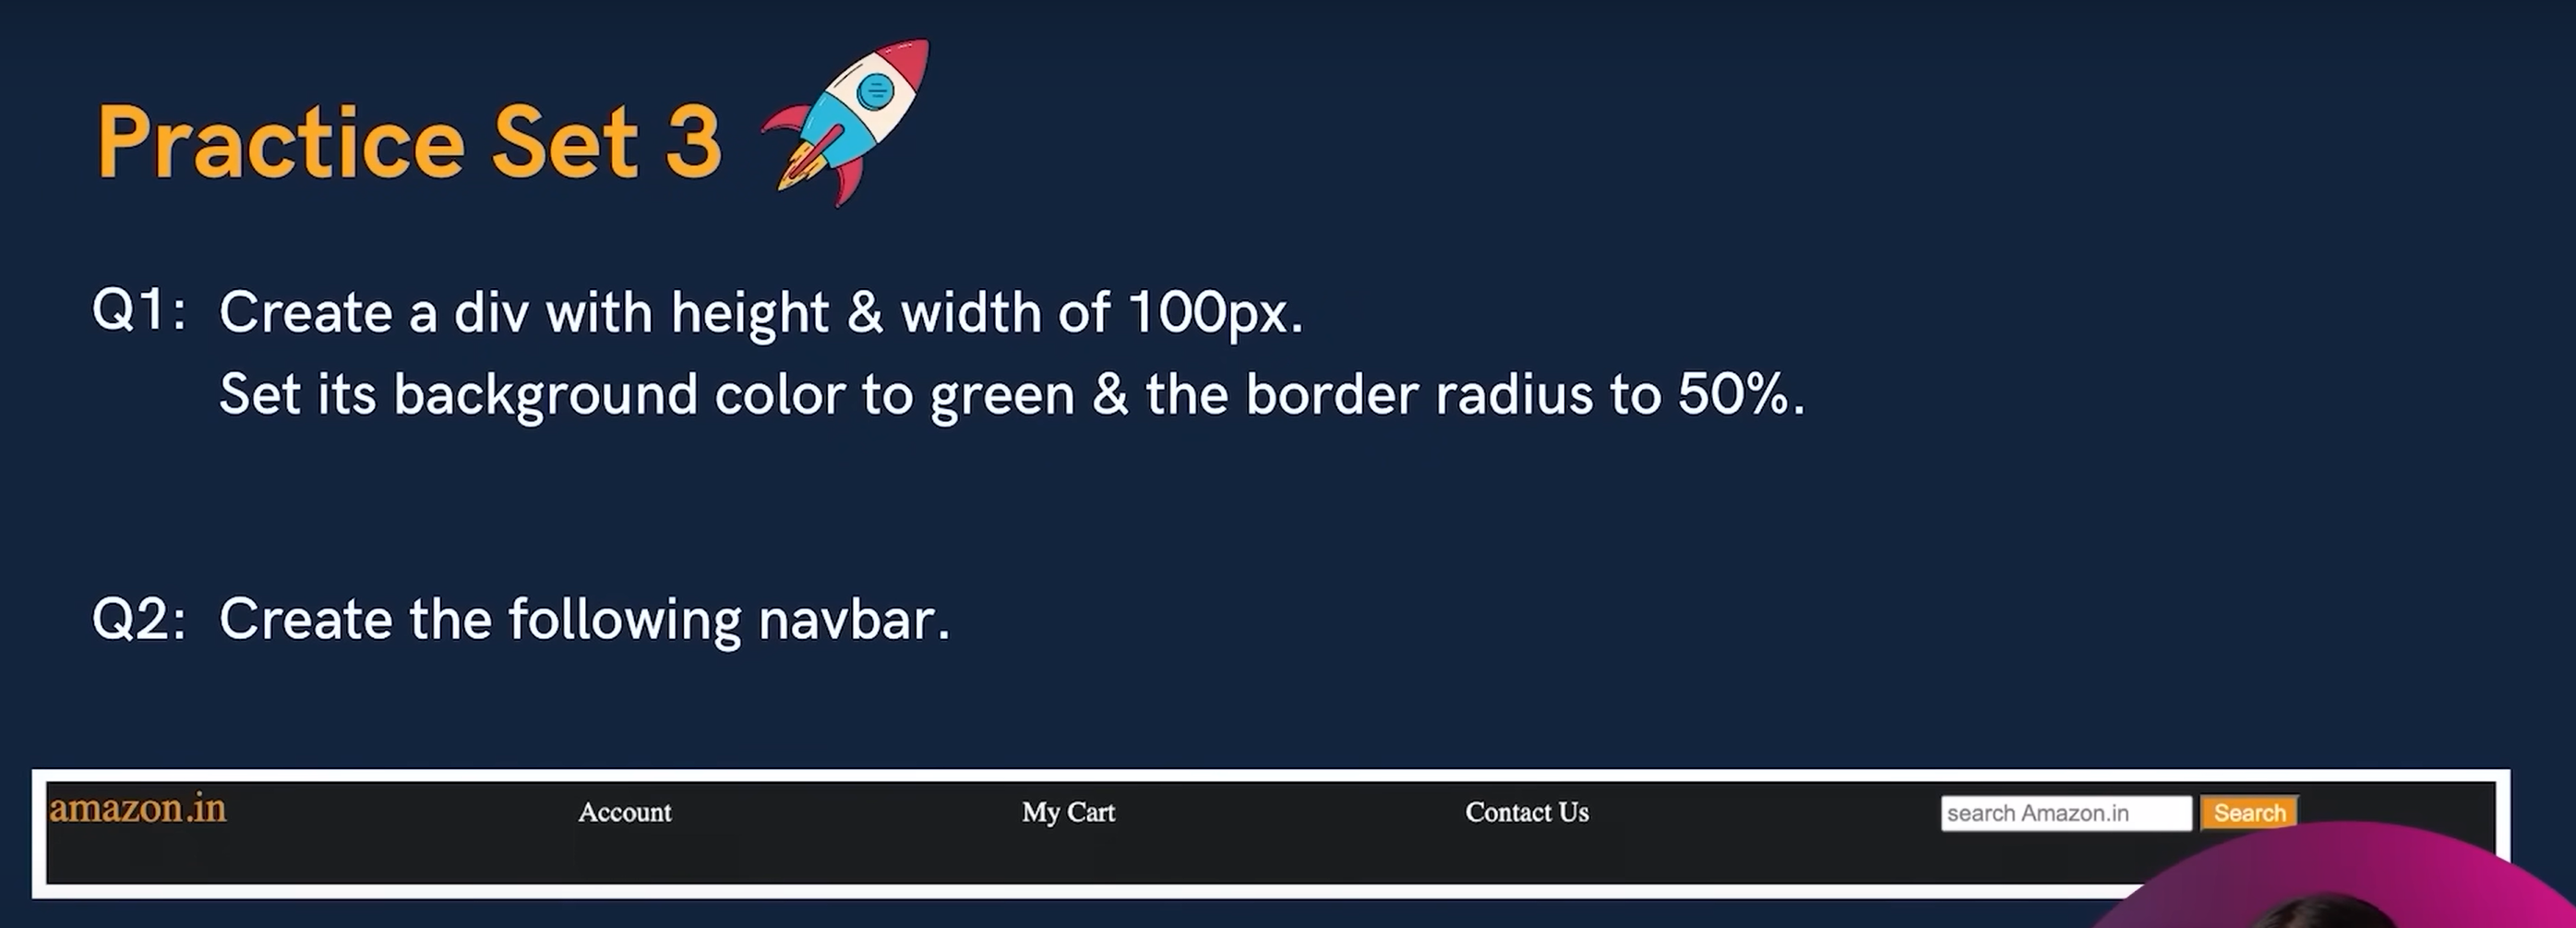 Practice Set 3
Q1: Create a div with height & width of 100px.
Set its background color to green & the border radius to 50%.
Q2: Create the following navbar.
amazon.in Account My Cart Contact Us search Amazon.in Search